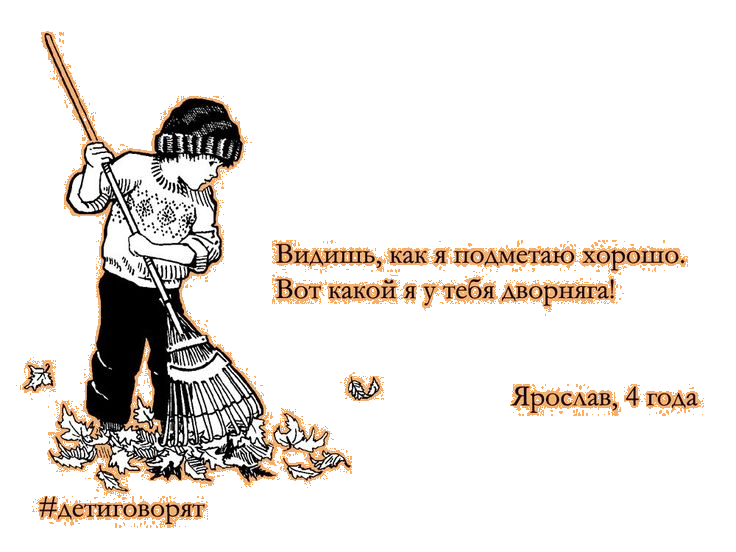 Видишь, как я подметаю хорошо.
Вот какой я у тебя дворняга!
Ярослав, 4 года
#детиговорят